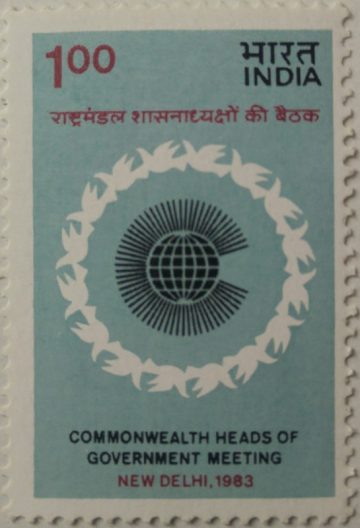 1.00 भारत
INDIA
राष्ट्रमंडल शासनाध्यक्षों की बैठक
COMMONWEALTH HEADS OF
GOVERNMENT MEETING
NEW DELHI, 1983